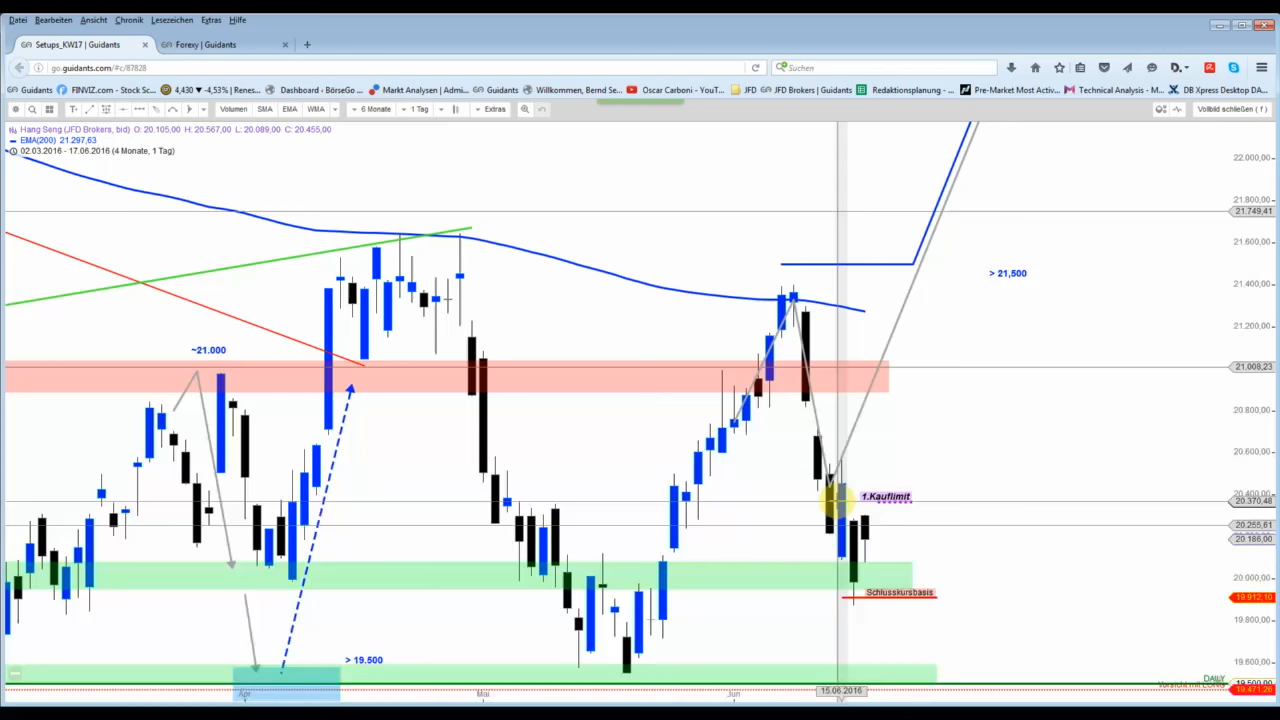 Datei Bearbeiten Ansicht Chronik Lesezeichen Extras Hilfe
Setups_KW17 | Guidants × Forexy | Guidants × +
go.guidants.com/#c/87828 Suchen
Guidants FINVIZ.com - Stock Sc... 4,430 ▾ -4,53% | Renes... Dashboard - BörseGo ... Markt Analysen | Admi... Guidants Willkommen, Bernd Se... Oscar Carboni - YouT... JFD JFD Brokers | Guidants Redaktionsplanung - ... Pre-Market Most Activ... Technical Analysis - M... DB Xpress Desktop DA...
Volumen SMA EMA WMA 6 Monate 1 Tag Extras Vollbild schließen ( f )
Hang Seng (JFD Brokers, bid) O: 20.105,00 H: 20.567,00 L: 20.089,00 C: 20.455,00
EMA(200) 21.297,63
02.03.2016 - 17.06.2016 (4 Monate, 1 Tag)
22.000,00
21.800,00
21.749,41
21.600,00
> 21,500
21.400,00
21.200,00
~21.000
21.008,23
20.800,00
20.600,00
20.400,00
1.Kauflimit
20.370,48
20.255,61
20.186,00
20.000,00
Schlusskursbasis
19.912,10
19.800,00
> 19.500
19.600,00
DAILY
19.500,00
19.471,26
Apr Mai Jun 15.06.2016